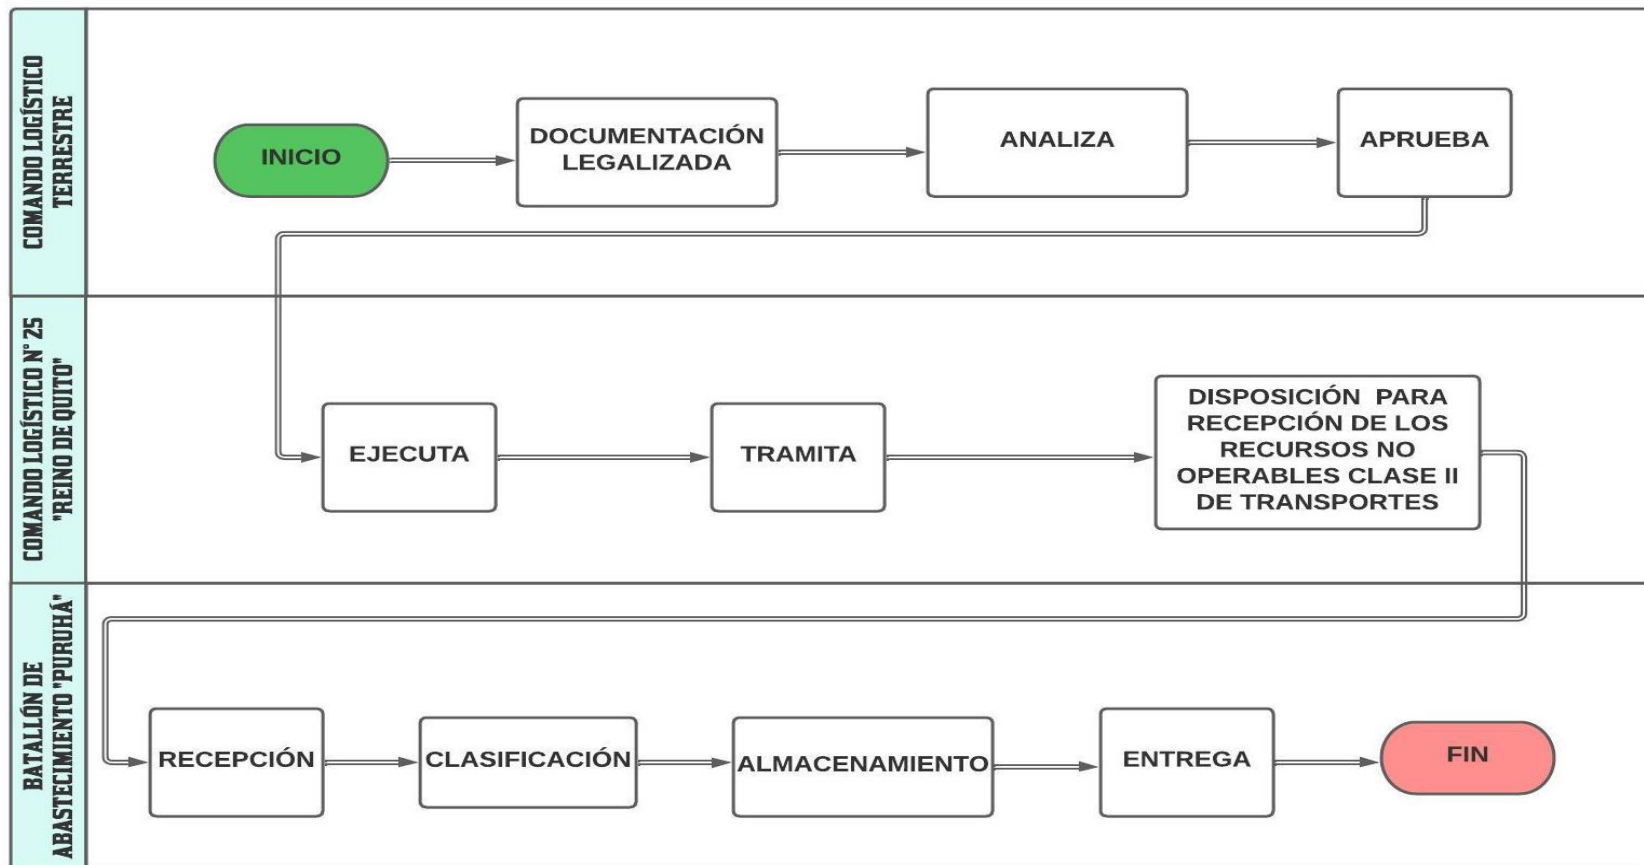 COMANDO LOGÍSTICO
TERRESTRE
INICIO
DOCUMENTACIÓN
LEGALIZADA
ANALIZA
APRUEBA
COMANDO LOGÍSTICO N° 25
"REINO DE QUITO"
EJECUTA
TRAMITA
DISPOSICIÓN PARA
RECEPCIÓN DE LOS
RECURSOS NO
OPERABLES CLASE II
DE TRANSPORTES
BATALLÓN DE
ABASTECIMIENTO "PURUHÁ"
RECEPCIÓN
CLASIFICACIÓN
ALMACENAMIENTO
ENTREGA
FIN